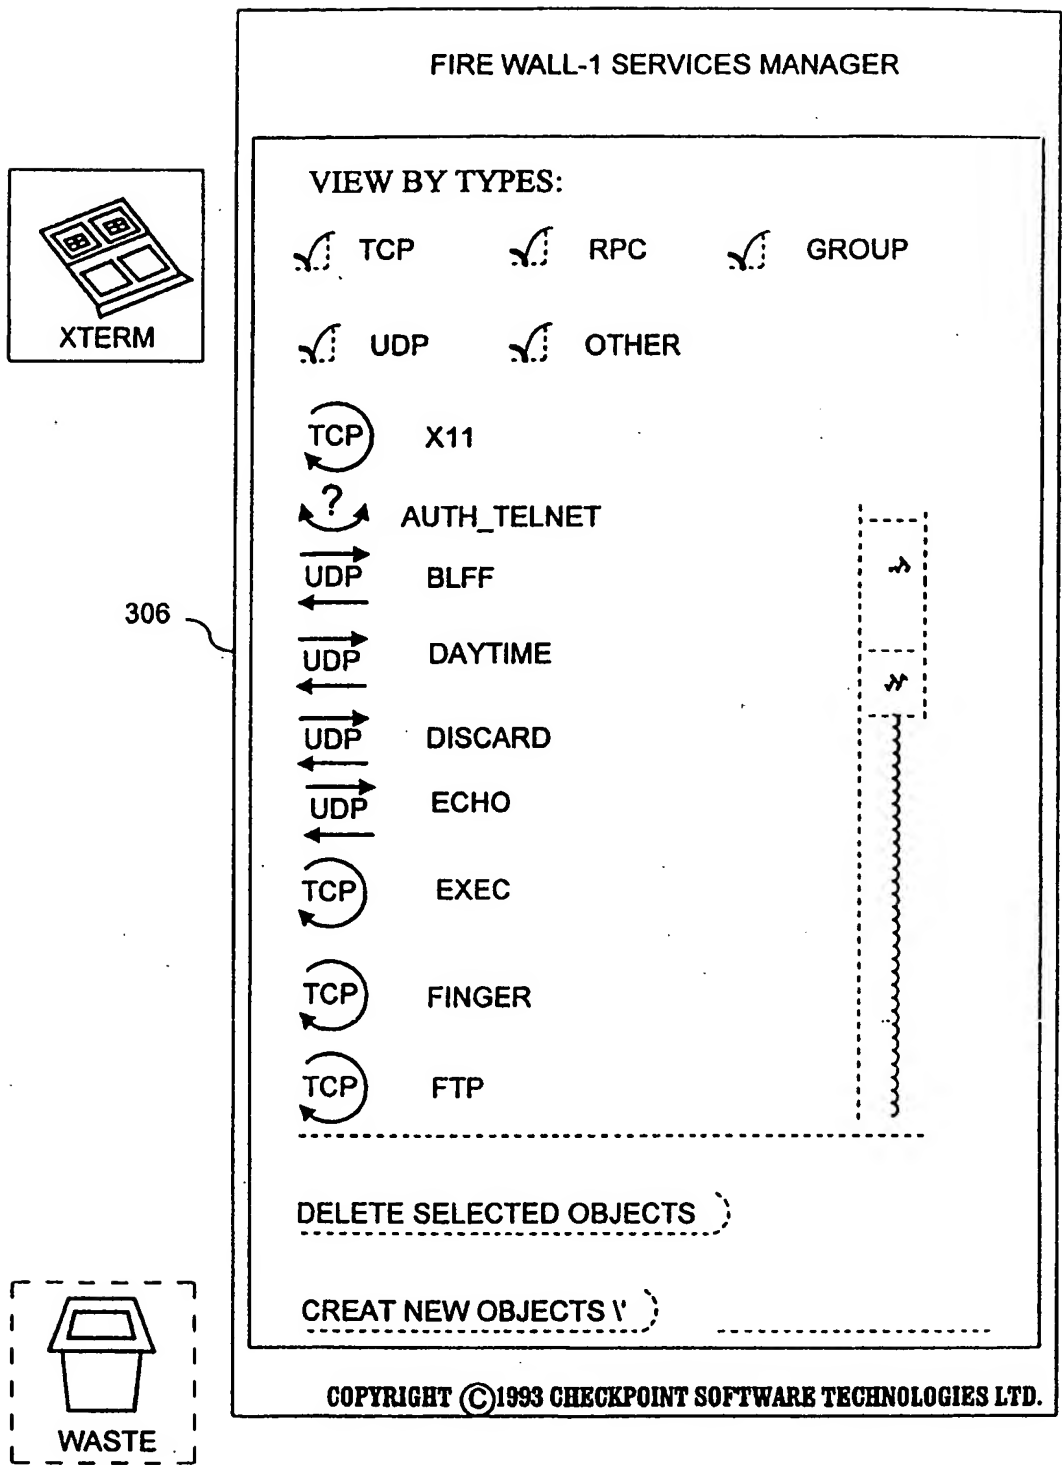 FIRE WALL-1 SERVICES MANAGER
VIEW BY TYPES:
TCP RPC GROUP
UDP OTHER
XTERM
TCP X11
? AUTH_TELNET
UDP BLFF
306
UDP DAYTIME
UDP DISCARD
UDP ECHO
TCP EXEC
TCP FINGER
TCP FTP
DELETE SELECTED OBJECTS
CREAT NEW OBJECTS \'
COPYRIGHT ©1993 CHECKPOINT SOFTWARE TECHNOLOGIES LTD.
WASTE